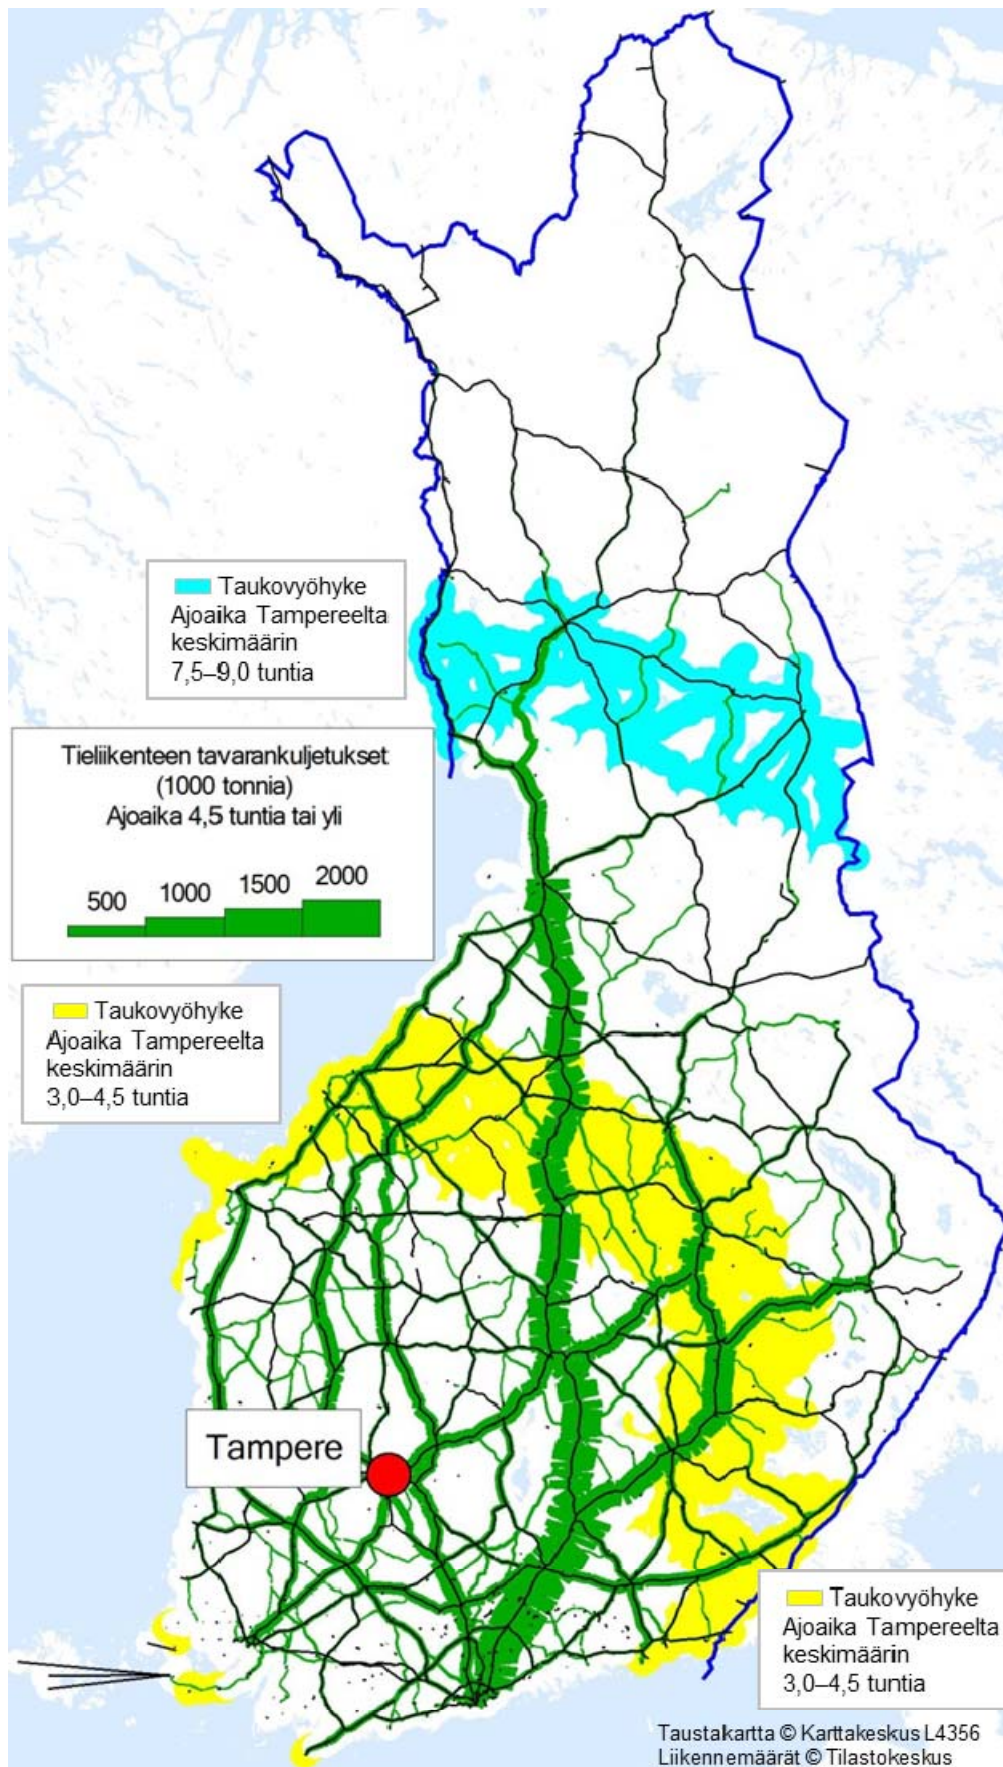 Taukovyöhyke
Ajoaika Tampereelta
keskimäärin
7,5–9,0 tuntia
Tieliikenteen tavarankuljetukset
(1000 tonnia)
Ajoaika 4,5 tuntia tai yli
500 1000 1500 2000
Taukovyöhyke
Ajoaika Tampereelta
keskimäärin
3,0–4,5 tuntia
Tampere
Taukovyöhyke
Ajoaika Tampereelta
keskimäärin
3,0–4,5 tuntia
Taustakartta © Karttakeskus L4356
Liikennemäärät © Tilastokeskus